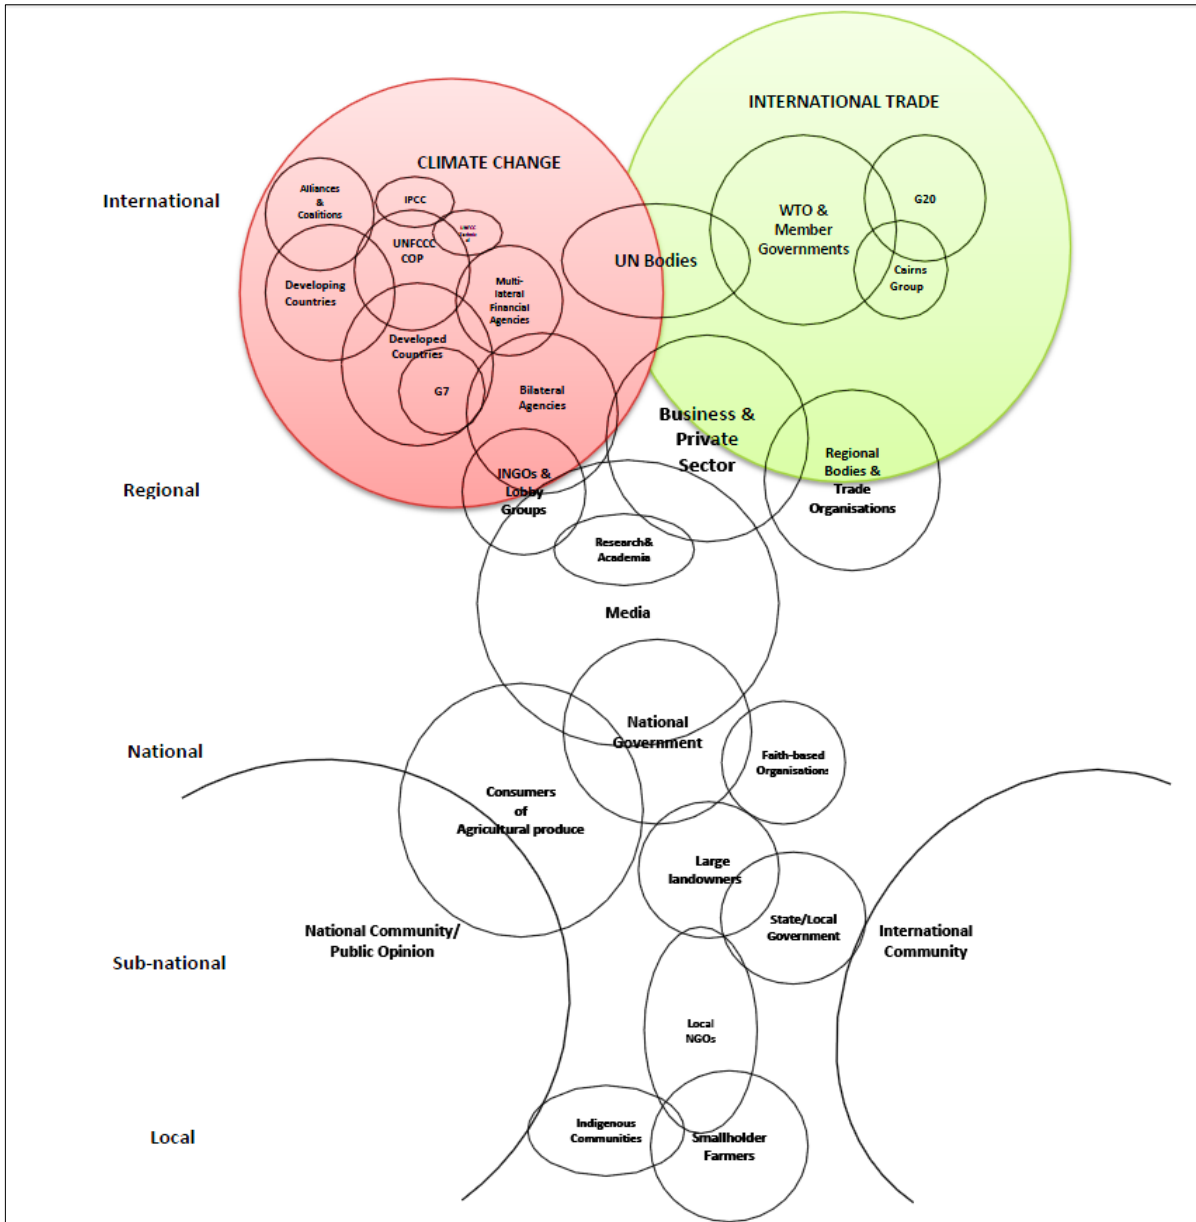 INTERNATIONAL TRADE
CLIMATE CHANGE
International
Alliances
&
Coalitions
IPCC
UNFCCC
COP
Developing
Countries
Multi-
lateral
Financial
Agencies
UN Bodies
WTO &
Member
Governments
G20
Cairns
Group
Developed
Countries
G7
Bilateral
Agencies
Business &
Private
Sector
Regional
INGOs &
Lobby
Groups
Regional
Bodies &
Trade
Organisations
Research&
Academia
Media
National
National
Government
Faith-based
Organisations
Consumers
of
Agricultural produce
Large
landowners
National Community/
Public Opinion
State/Local
Government
International
Community
Sub-national
Local
NGOs
Local
Indigenous
Communities
Smallholder
Farmers